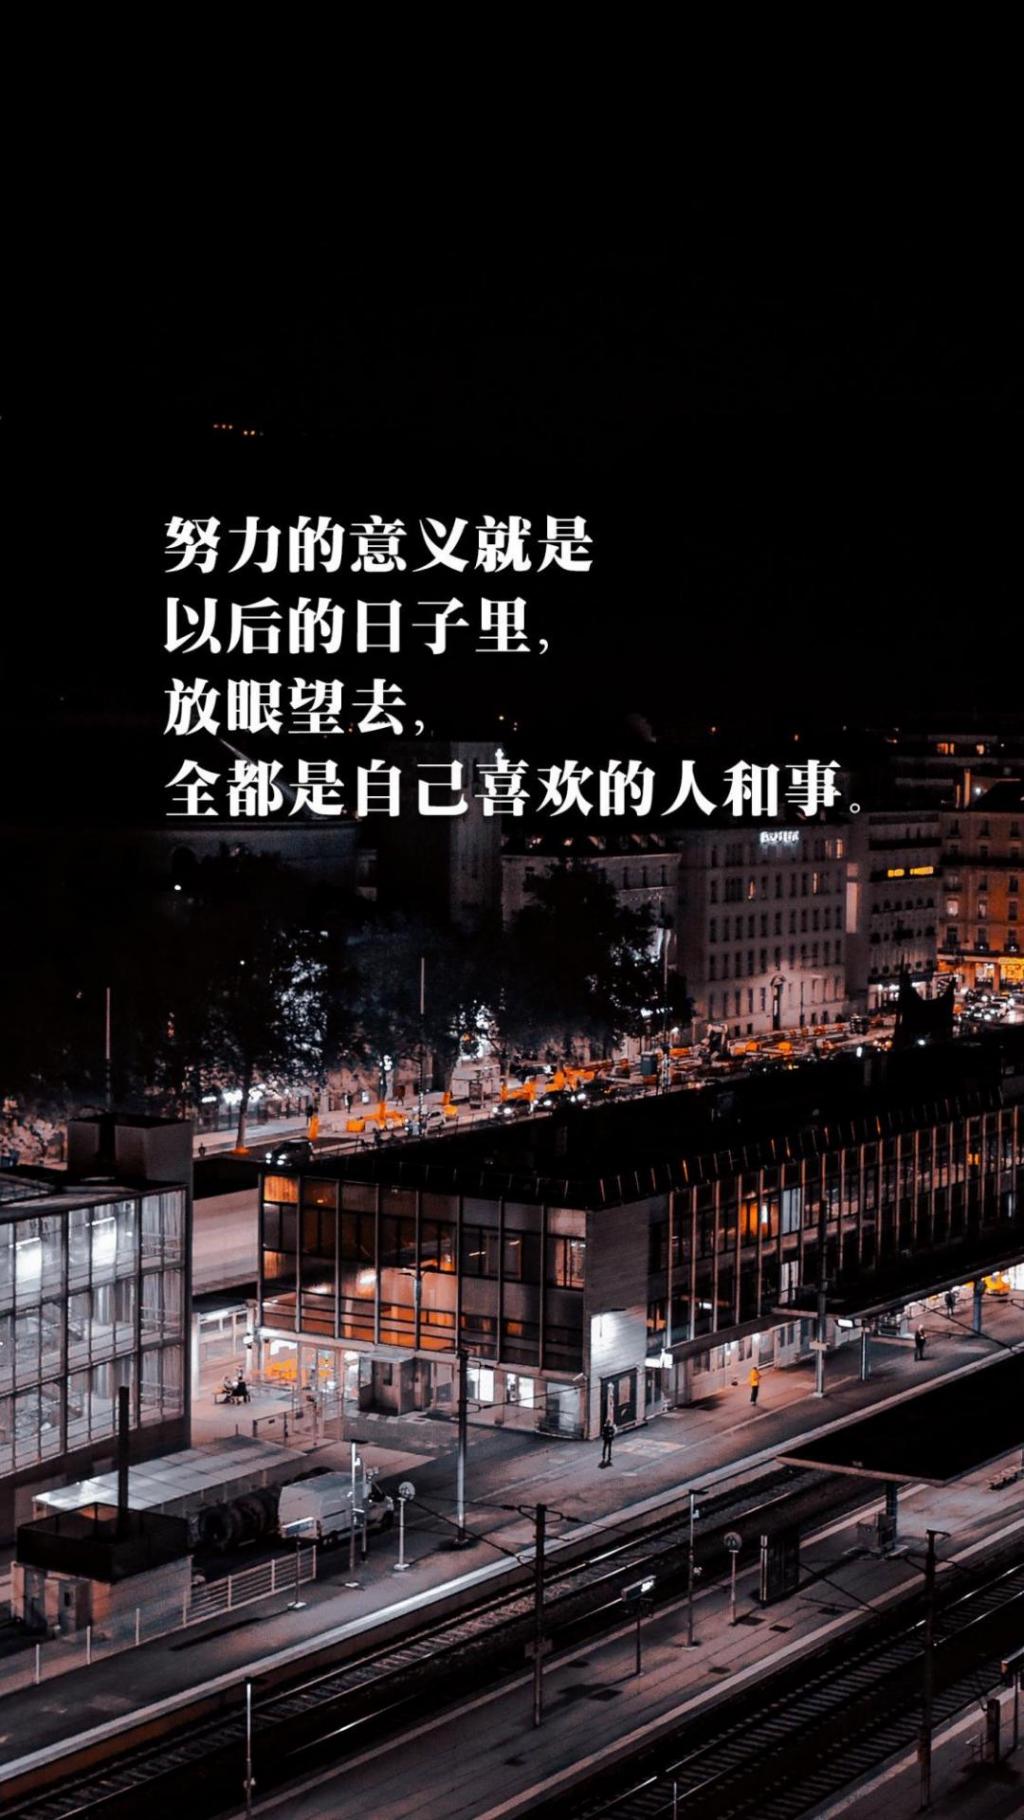 努力的意义就是
以后的日子里，
放眼望去，
全都是自己喜欢的人和事。